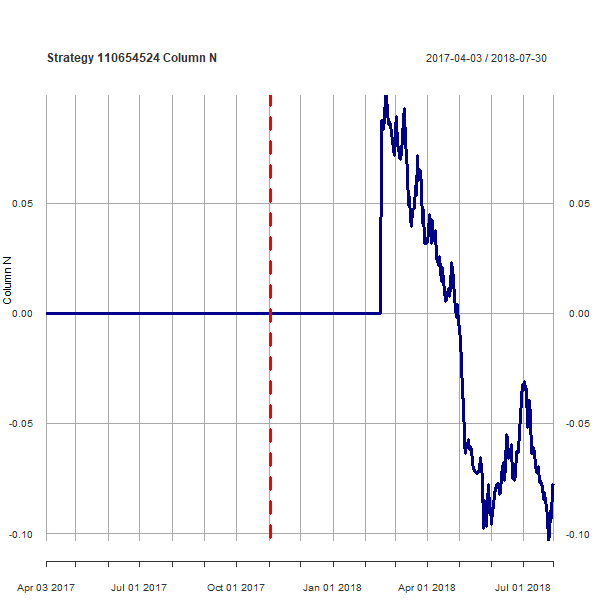 Strategy 110654524 Column N
2017-04-03 / 2018-07-30
Column N
0.05
0.00
-0.05
-0.10
0.05
0.00
-0.05
-0.10
Apr 03 2017
Jul 01 2017
Oct 01 2017
Jan 01 2018
Apr 01 2018
Jul 01 2018